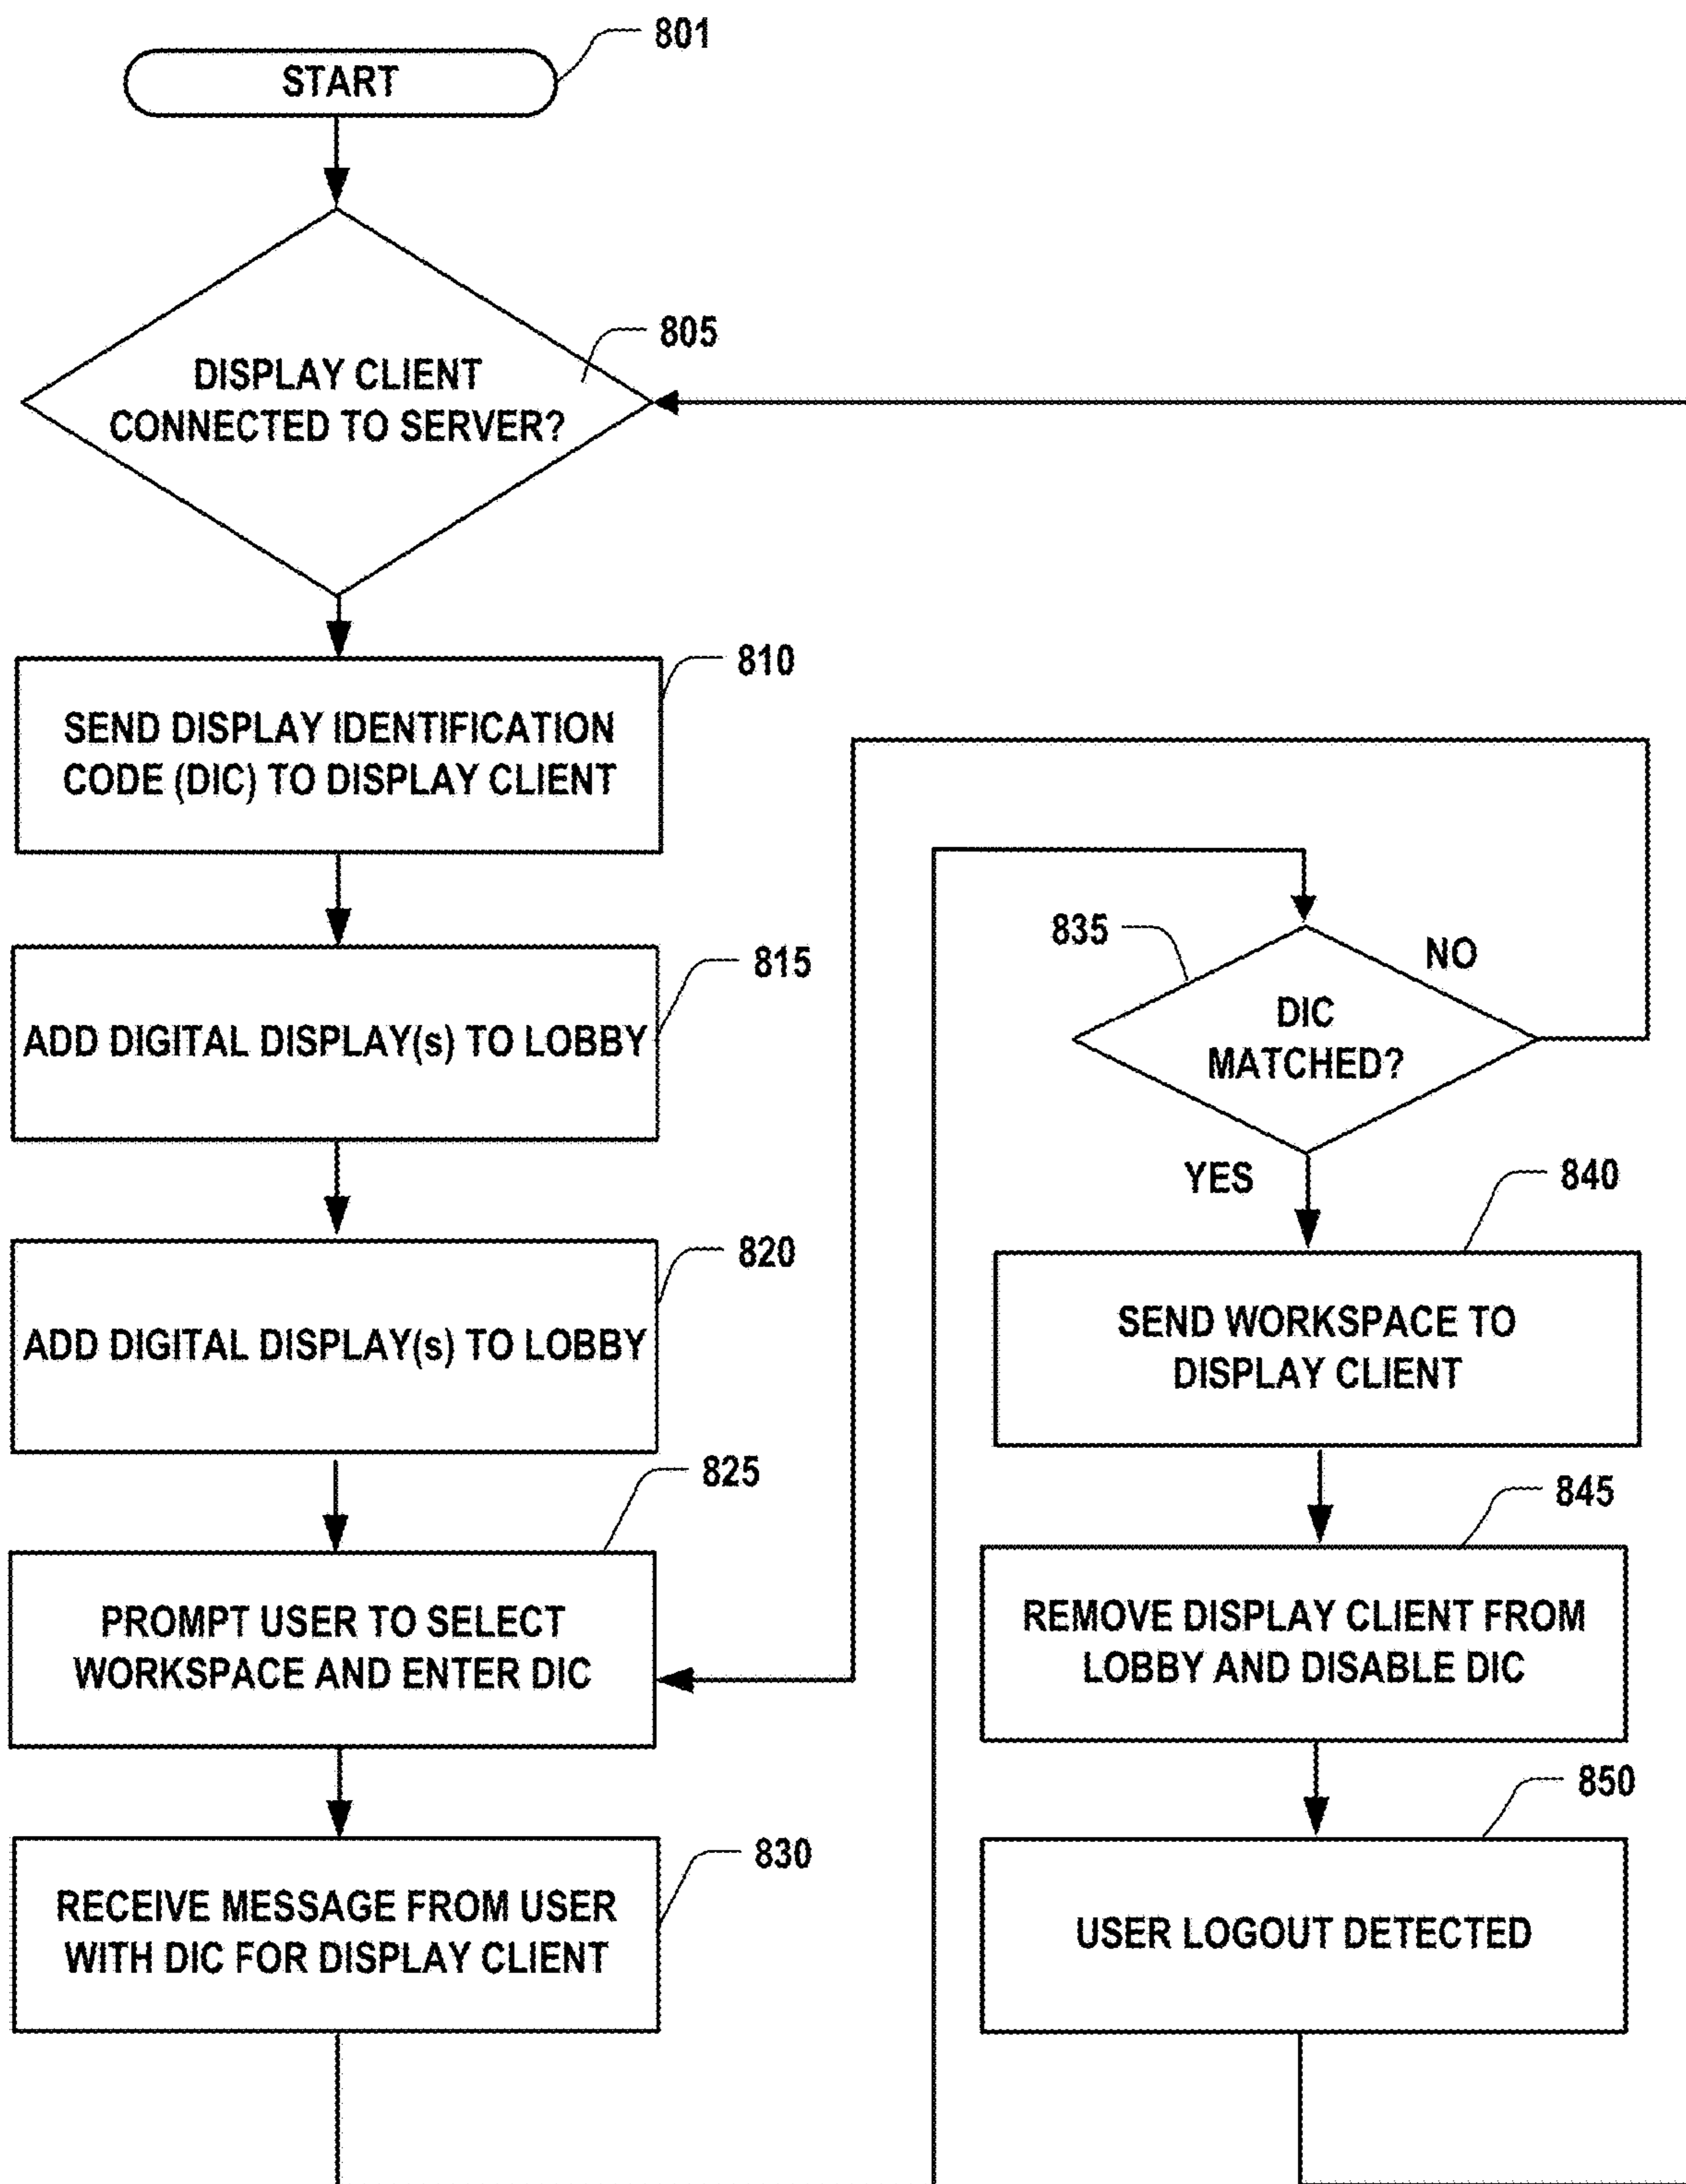 START
801
DISPLAY CLIENT
CONNECTED TO SERVER?
805
SEND DISPLAY IDENTIFICATION
CODE (DIC) TO DISPLAY CLIENT
810
ADD DIGITAL DISPLAY(s) TO LOBBY
815
ADD DIGITAL DISPLAY(s) TO LOBBY
820
PROMPT USER TO SELECT
WORKSPACE AND ENTER DIC
825
RECEIVE MESSAGE FROM USER
WITH DIC FOR DISPLAY CLIENT
830
835
DIC
MATCHED?
NO
YES
840
SEND WORKSPACE TO
DISPLAY CLIENT
845
REMOVE DISPLAY CLIENT FROM
LOBBY AND DISABLE DIC
850
USER LOGOUT DETECTED